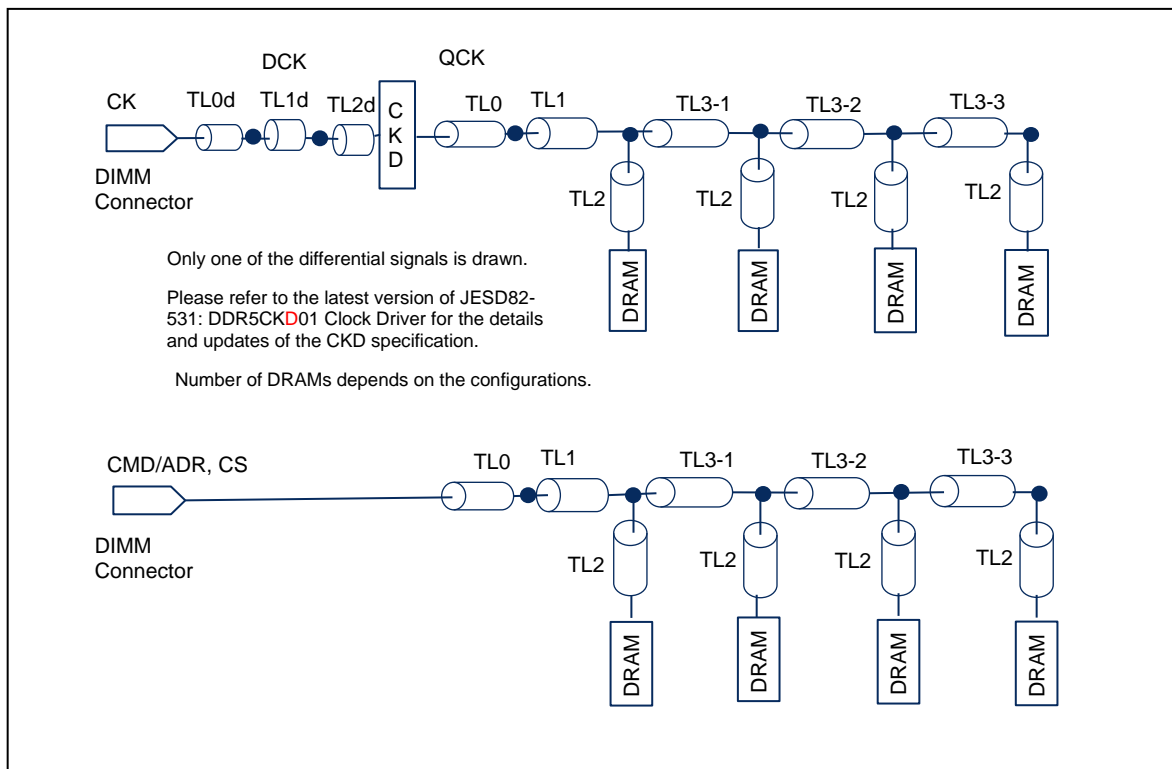 DCK
QCK
CK
TL0d
TL1d
TL2d
CKD
TL0
TL1
TL3-1
TL3-2
TL3-3
DIMM
Connector
TL2
TL2
TL2
TL2
DRAM
DRAM
DRAM
DRAM
Only one of the differential signals is drawn.
Please refer to the latest version of JESD82-
531: DDR5CKD01 Clock Driver for the details
and updates of the CKD specification.
Number of DRAMs depends on the configurations.
CMD/ADR, CS
TL0
TL1
TL3-1
TL3-2
TL3-3
DIMM
Connector
TL2
TL2
TL2
TL2
DRAM
DRAM
DRAM
DRAM